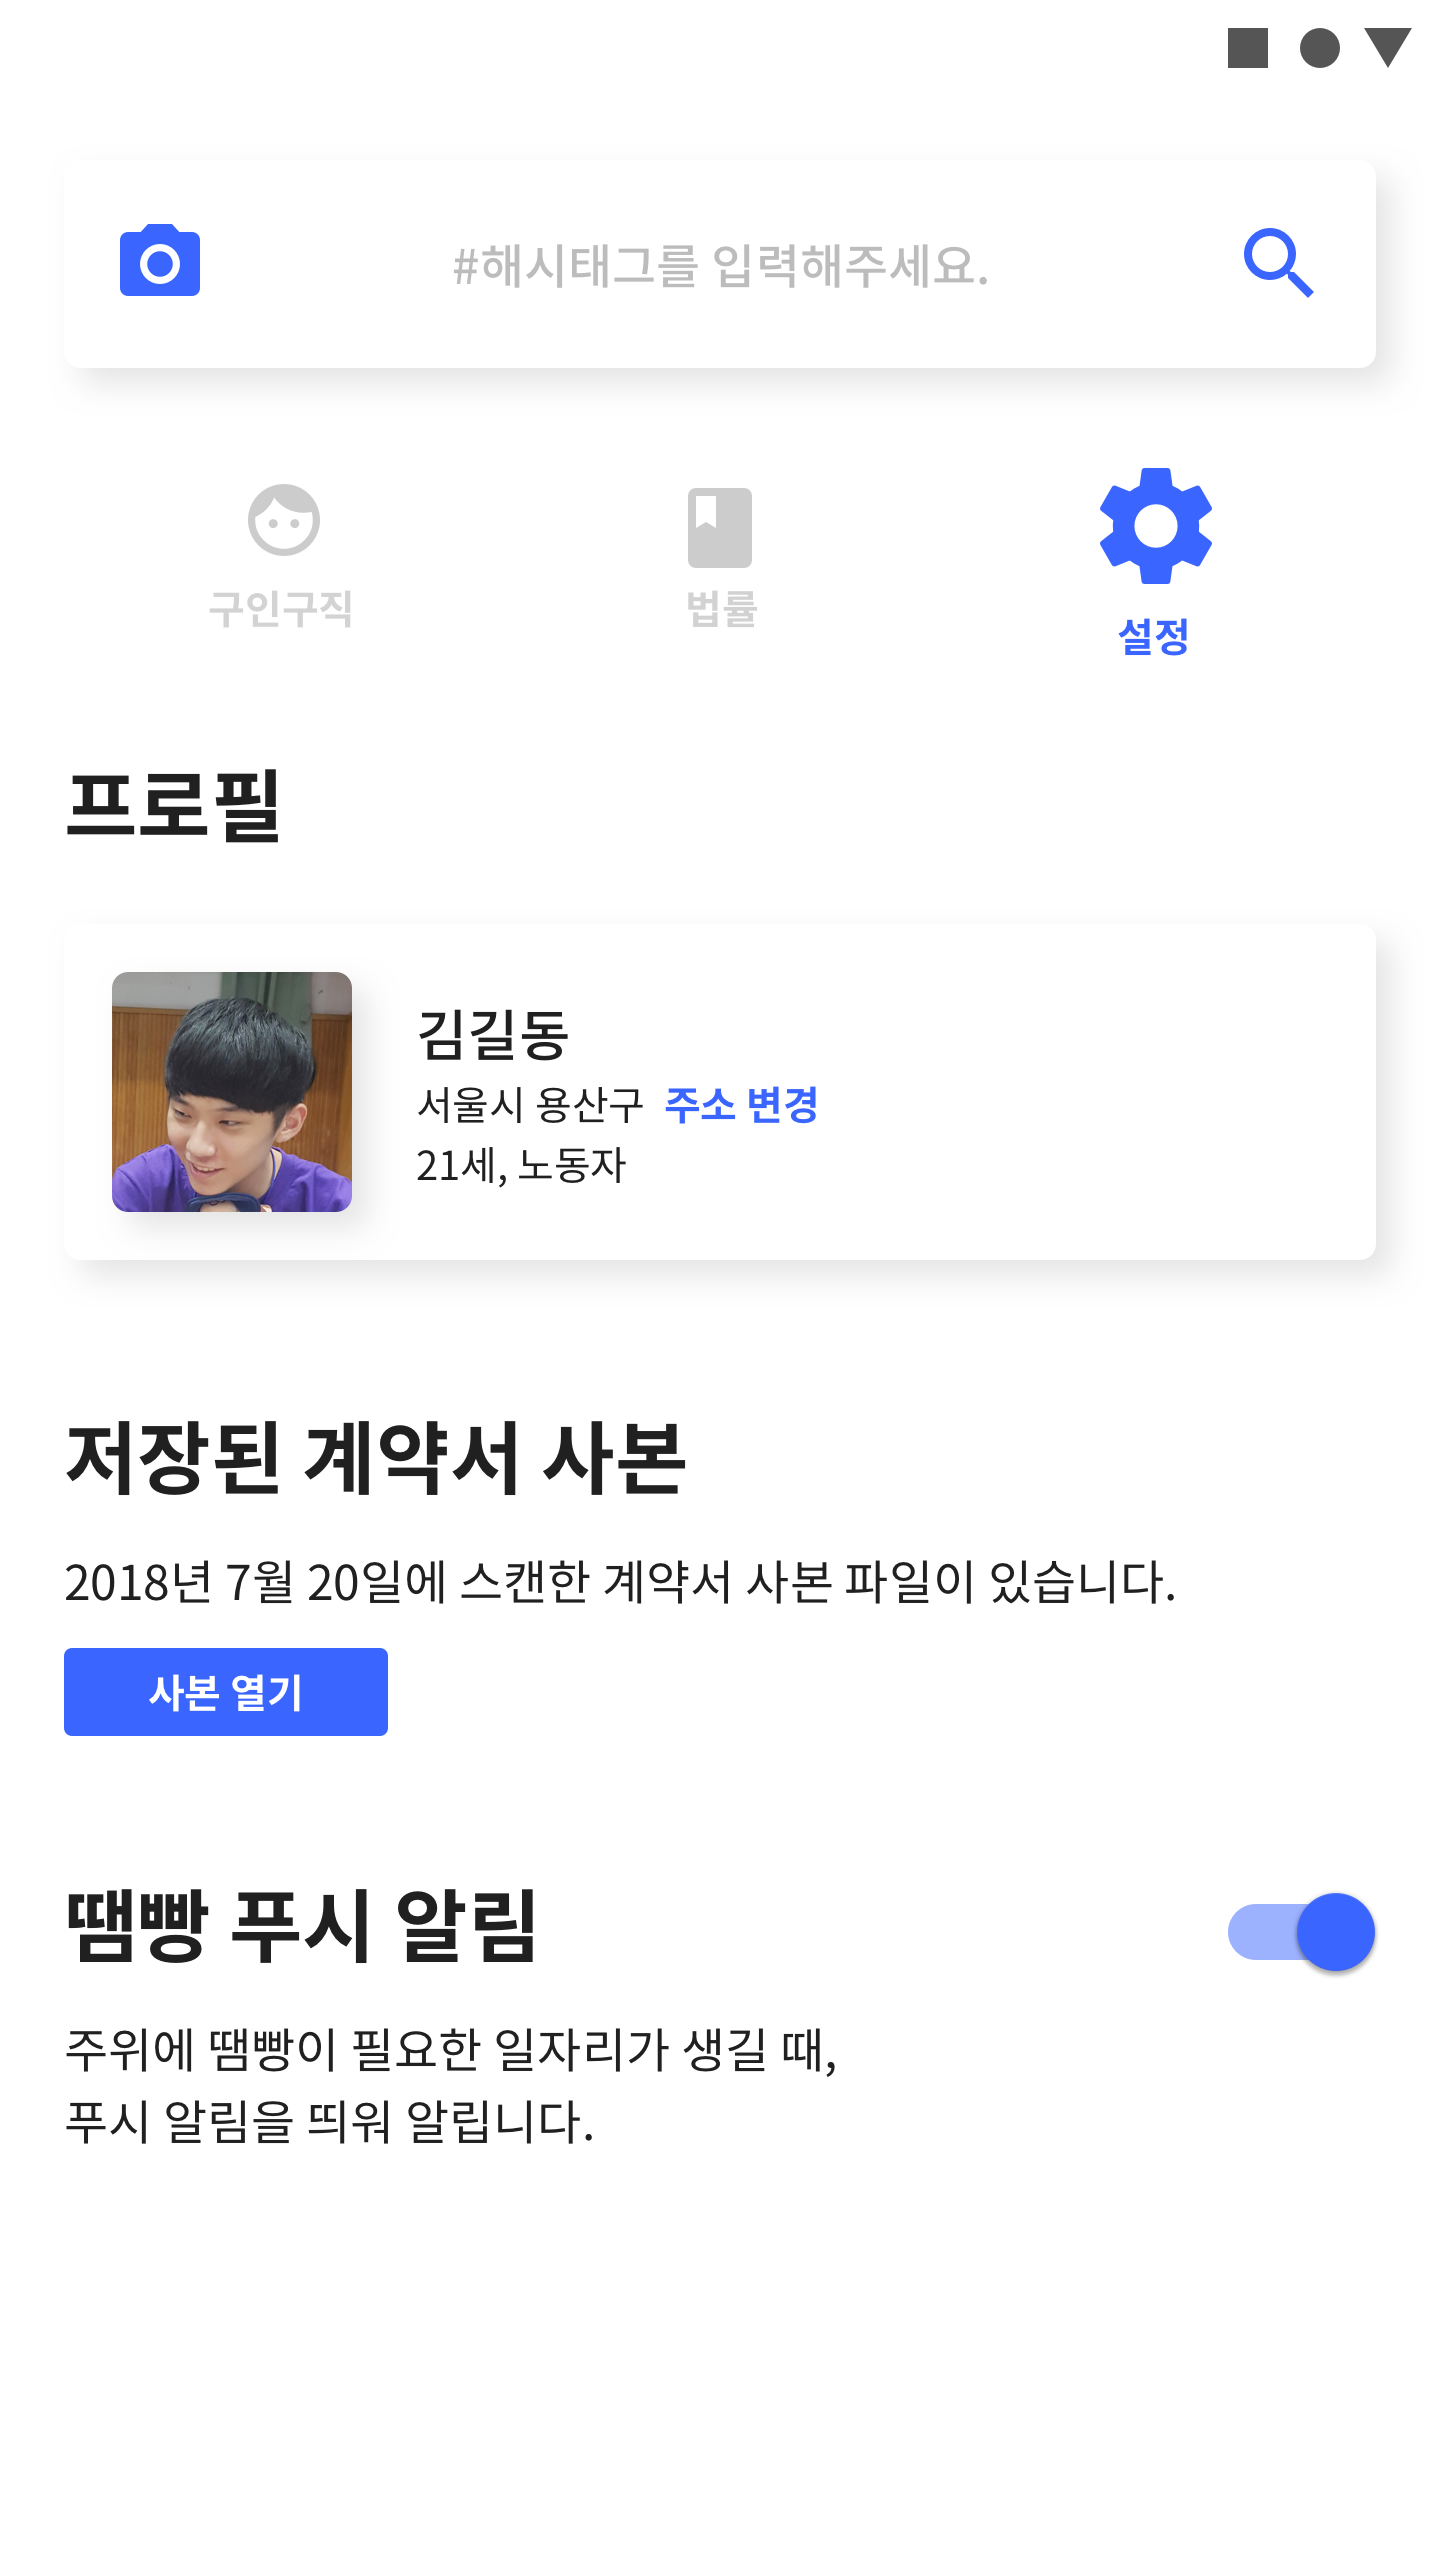 #해시태그를 입력해주세요.
구인구직
법률
설정
프로필
김길동
서울시 용산구 주소 변경
21세, 노동자
저장된 계약서 사본
2018년 7월 20일에 스캔한 계약서 사본 파일이 있습니다.
사본 열기
땜빵 푸시 알림
주위에 땜빵이 필요한 일자리가 생길 때,
푸시 알림을 띄워 알립니다.